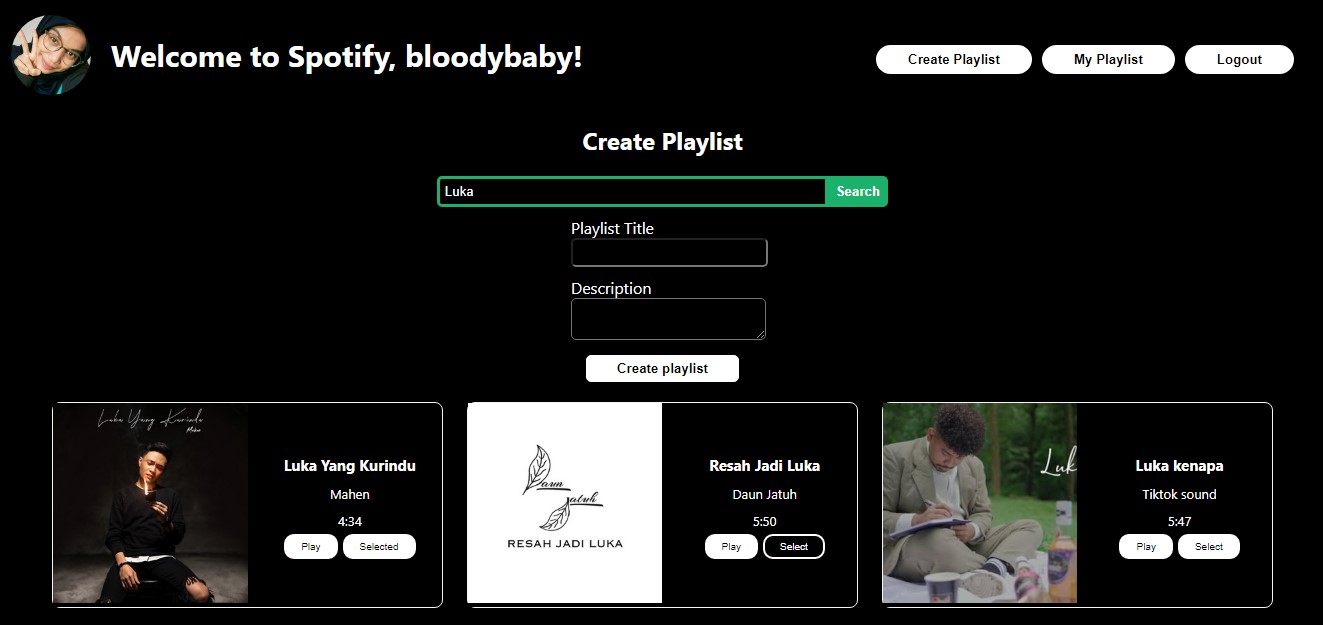 Welcome to Spotify, bloodybaby!
Create Playlist
My Playlist
Logout
Create Playlist
Luka
Search
Playlist Title
Description
Create playlist
Luka Yang Kurindu
Mahen
Luka Yang Kurindu
Mahen
4:34
Play
Selected
Daun
Jatuh
RESAH JADI LUKA
Resah Jadi Luka
Daun Jatuh
5:50
Play
Select
Luk
Luka kenapa
Tiktok sound
5:47
Play
Select